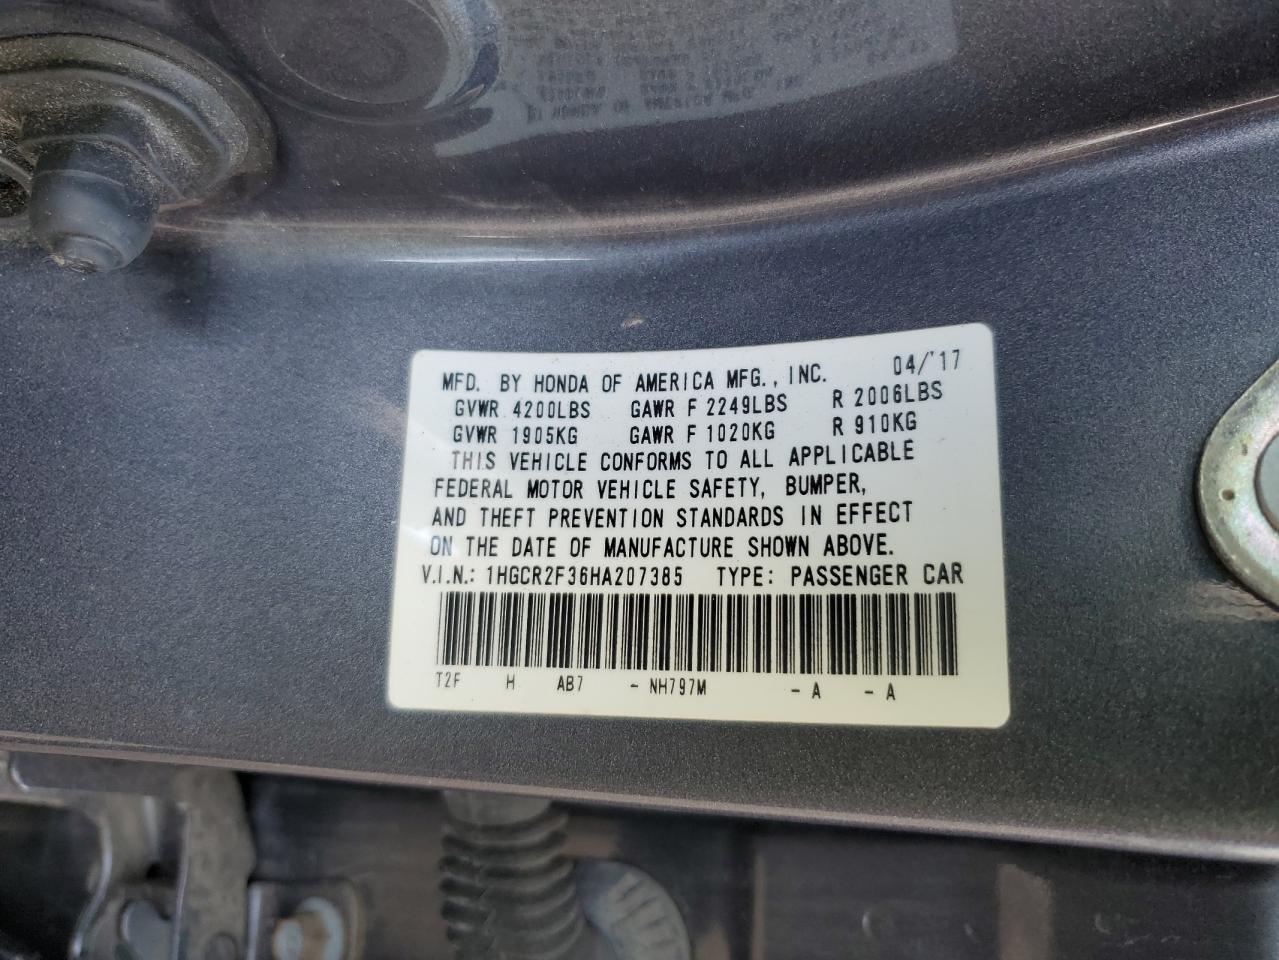 MFD. BY HONDA OF AMERICA MFG., INC. 04/'17
GVWR 4200LBS GAWR F 2249LBS R 2006LBS
GVWR 1905KG GAWR F 1020KG R 910KG
THIS VEHICLE CONFORMS TO ALL APPLICABLE
FEDERAL MOTOR VEHICLE SAFETY, BUMPER,
AND THEFT PREVENTION STANDARDS IN EFFECT
ON THE DATE OF MANUFACTURE SHOWN ABOVE.
V.I.N.: 1HGCR2F36HA207385 TYPE: PASSENGER CAR
T2F H AB7 - NH797M - A - A